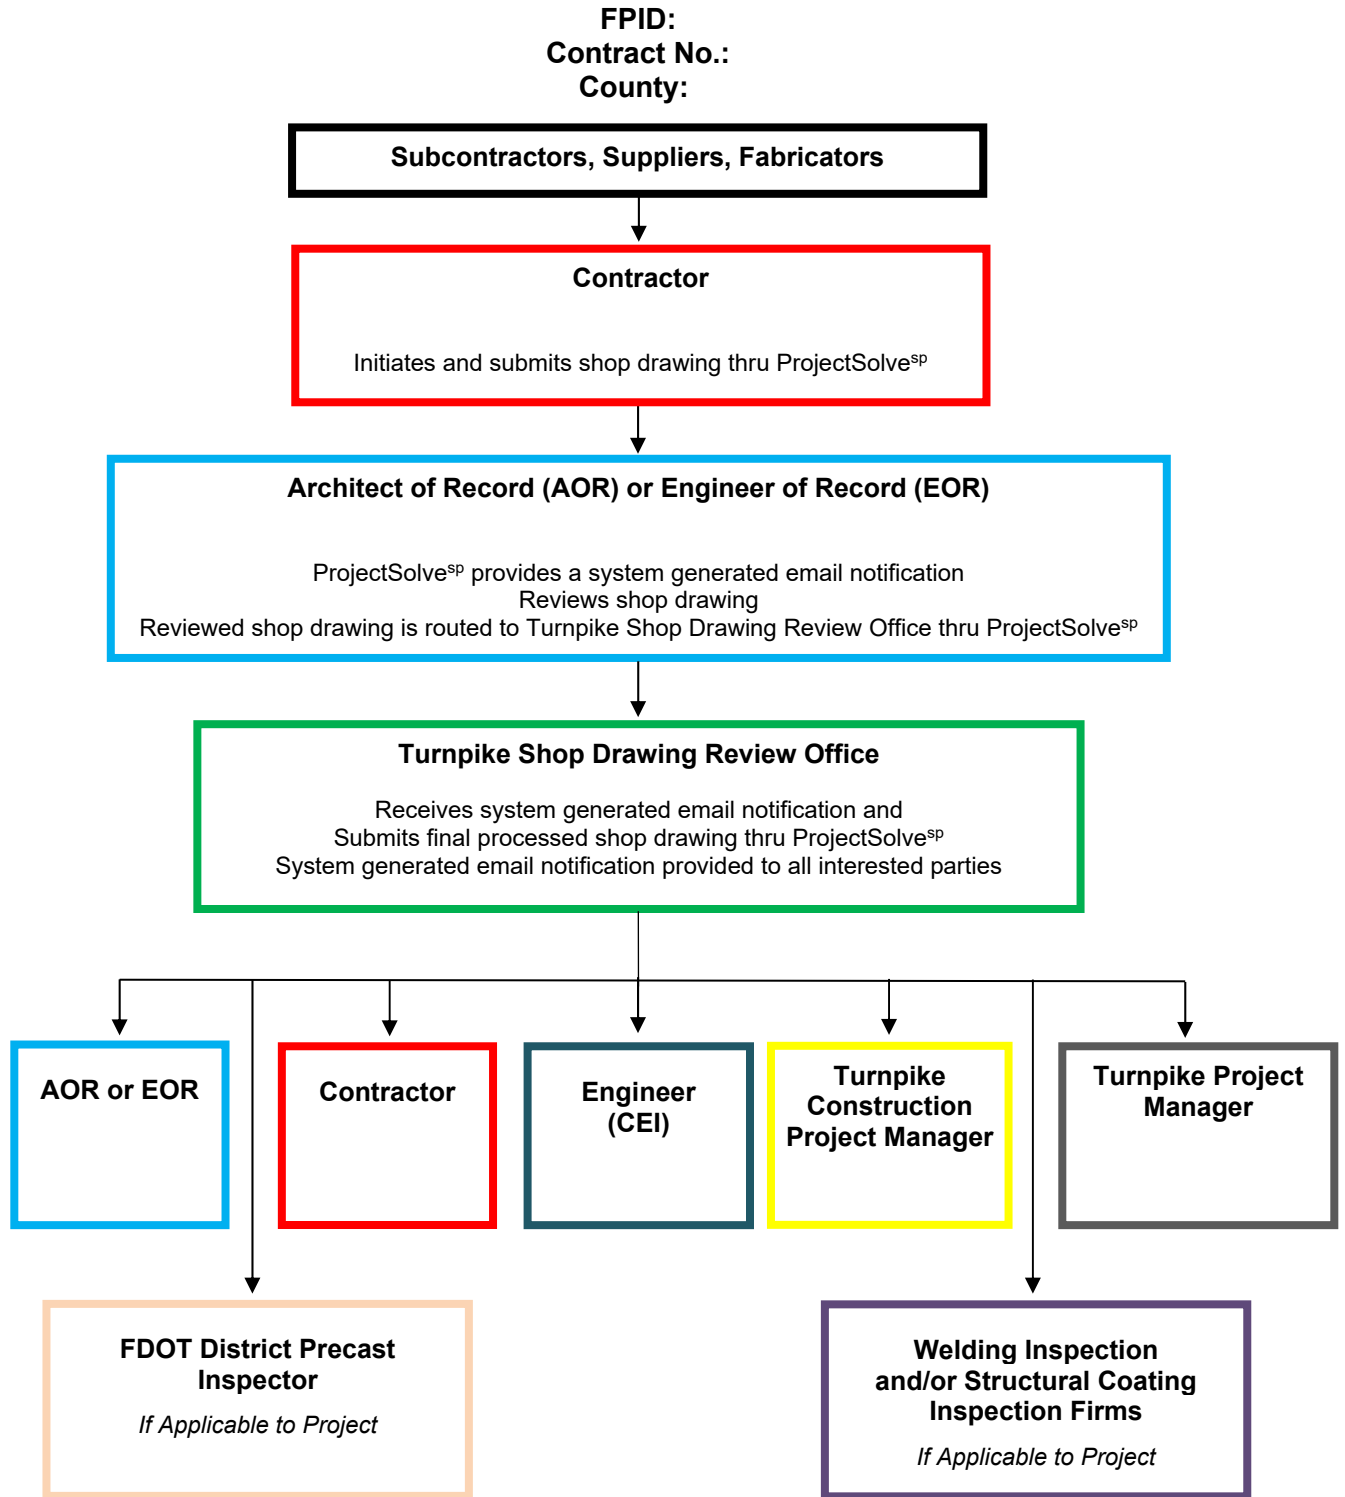 FPID:
Contract No.:
County:
Subcontractors, Suppliers, Fabricators
Contractor
Initiates and submits shop drawing thru ProjectSolvesp
Architect of Record (AOR) or Engineer of Record (EOR)
ProjectSolvesp provides a system generated email notification
Reviews shop drawing
Reviewed shop drawing is routed to Turnpike Shop Drawing Review Office thru ProjectSolvesp
Turnpike Shop Drawing Review Office
Receives system generated email notification and
Submits final processed shop drawing thru ProjectSolvesp
System generated email notification provided to all interested parties
AOR or EOR
Contractor
Engineer
(CEI)
Turnpike
Construction
Project Manager
Turnpike Project
Manager
FDOT District Precast
Inspector
If Applicable to Project
Welding Inspection
and/or Structural Coating
Inspection Firms
If Applicable to Project